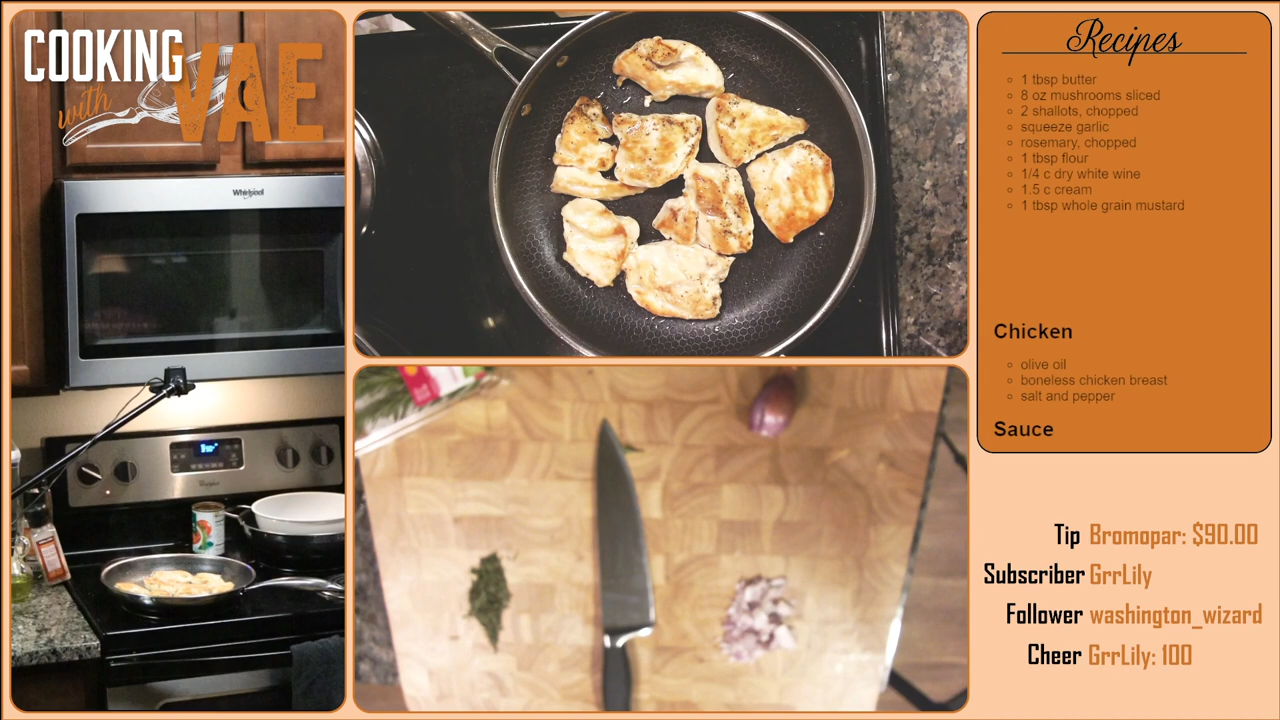 COOKING
with VAE
Whirlpool
Whirlpool
Recipes
1 tbsp butter
8 oz mushrooms sliced
2 shallots, chopped
squeeze garlic
rosemary, chopped
1 tbsp flour
1/4 c dry white wine
1.5 c cream
1 tbsp whole grain mustard
Chicken
olive oil
boneless chicken breast
salt and pepper
Sauce
Tip Bromopar: $90.00
Subscriber GrrLily
Follower washington_wizard
Cheer GrrLily: 100